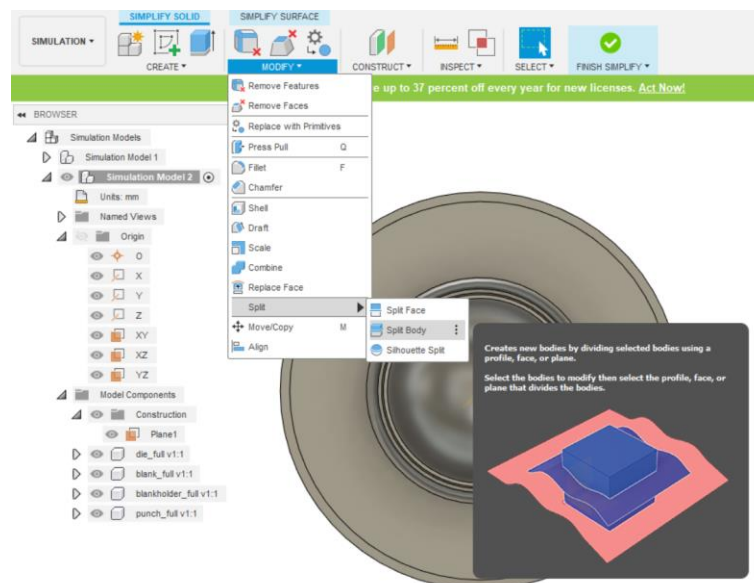 SIMPLIFY SOLID
SIMPLIFY SURFACE
SIMULATION
CREATE
MODIFY
CONSTRUCT
INSPECT
SELECT
FINISH SIMPLIFY
e up to 37 percent off every year for new licenses. Act Now!
BROWSER
Simulation Models
Simulation Model 1
Simulation Model 2
Units: mm
Named Views
Origin
O
X
Y
Z
XY
XZ
YZ
Model Components
Construction
Plane1
die_full v1:1
blank_full v1:1
blankholder_full v1:1
punch_full v1:1
Remove Features
Remove Faces
Replace with Primitives
Press Pull Q
Fillet F
Chamfer
Shell
Draft
Scale
Combine
Replace Face
Split
Move/Copy M
Align
Split Face
Split Body
Silhouette Split
Creates new bodies by dividing selected bodies using a
profile, face, or plane.
Select the bodies to modify then select the profile, face, or
plane that divides the bodies.